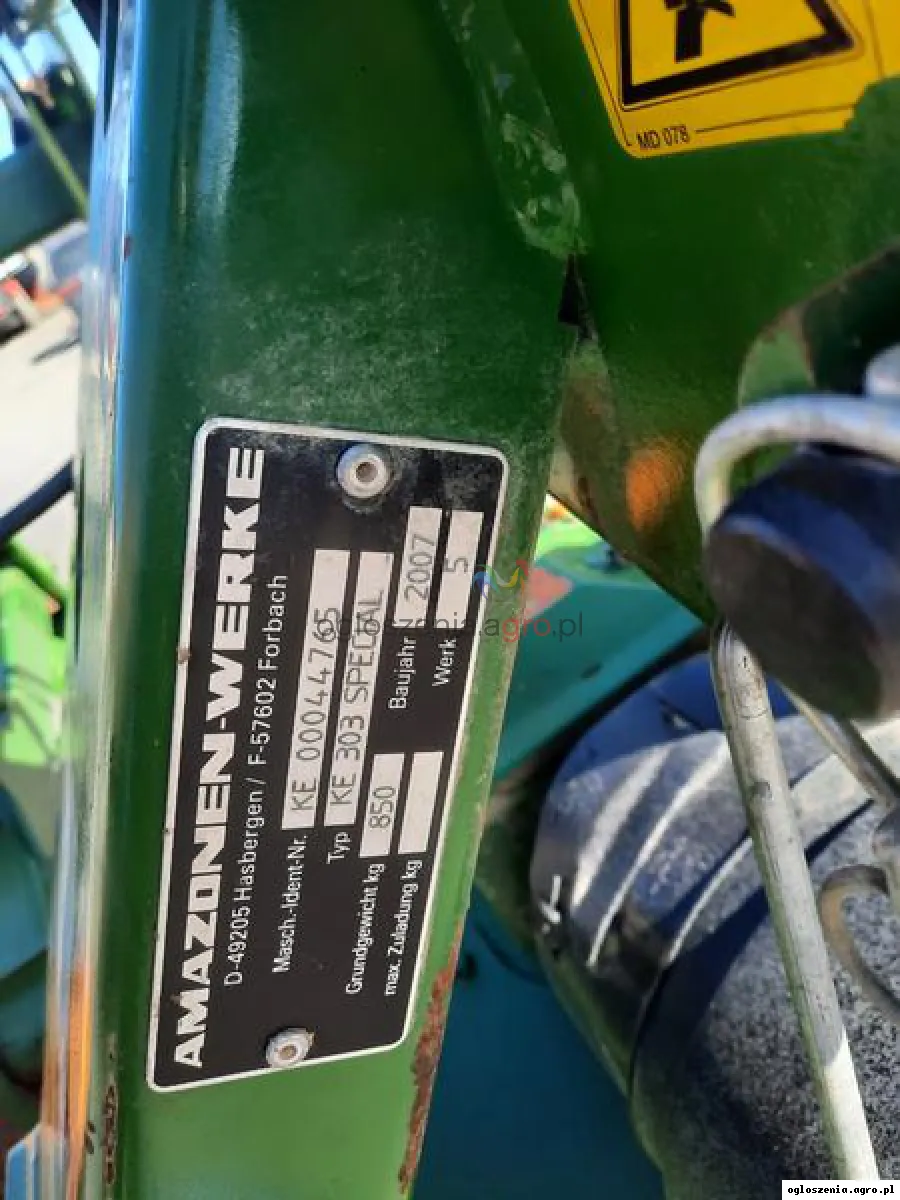 MD 078
AMAZONEN-WERKE
D-49205 Hasbergen / F-57602 Forbach
Masch.-Ident-Nr. KE 00044765
Typ KE 303 SPECIAL
Grundgewicht kg 850 Baujahr 2007
max. Zuladung kg Werk 5
ogloszenia.agro.pl
ogloszenia.agro.pl